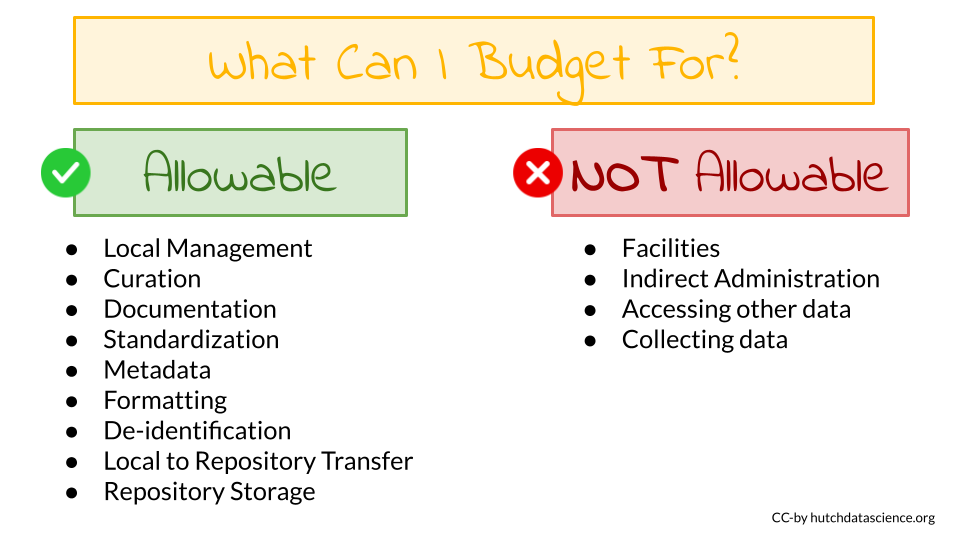 What Can I Budget For?
Allowable
● Local Management
● Curation
● Documentation
● Standardization
● Metadata
● Formatting
● De-identification
● Local to Repository Transfer
● Repository Storage
NOT Allowable
● Facilities
● Indirect Administration
● Accessing other data
● Collecting data
CC-by hutchdatascience.org